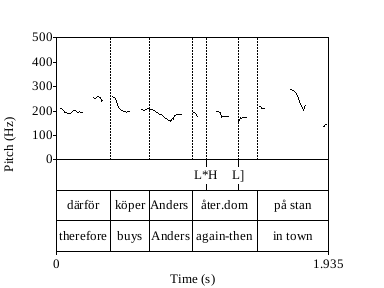 500
400
300
200
100
0
Pitch (Hz)
L*H L]
därför köper Anders åter.dom på stan
therefore buys Anders again-then in town
0 1.935
Time (s)